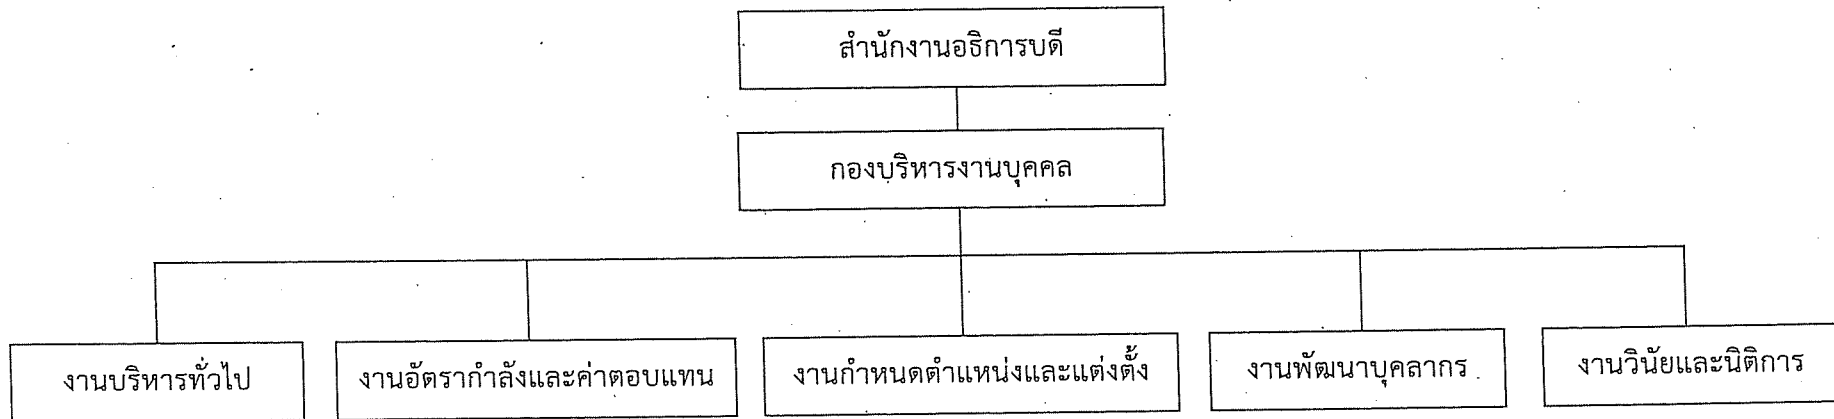 สำนักงานอธิการบดี
กองบริหารงานบุคคล
งานบริหารทั่วไป
งานอัตรากำลังและค่าตอบแทน
งานกำหนดตำแหน่งและแต่งตั้ง
งานพัฒนาบุคลากร
งานวินัยและนิติการ